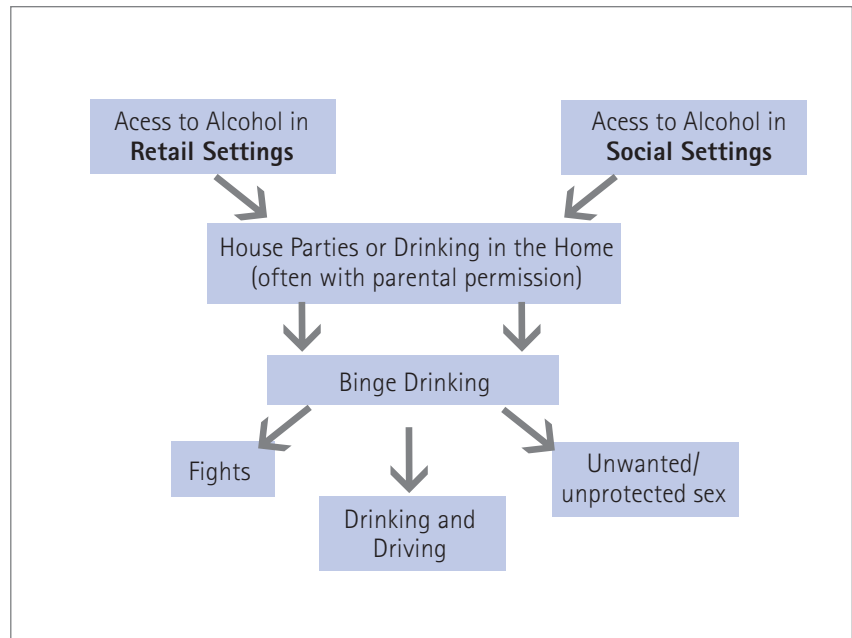 Acess to Alcohol in
Retail Settings
Acess to Alcohol in
Social Settings
House Parties or Drinking in the Home
(often with parental permission)
Binge Drinking
Fights
Drinking and
Driving
Unwanted/
unprotected sex